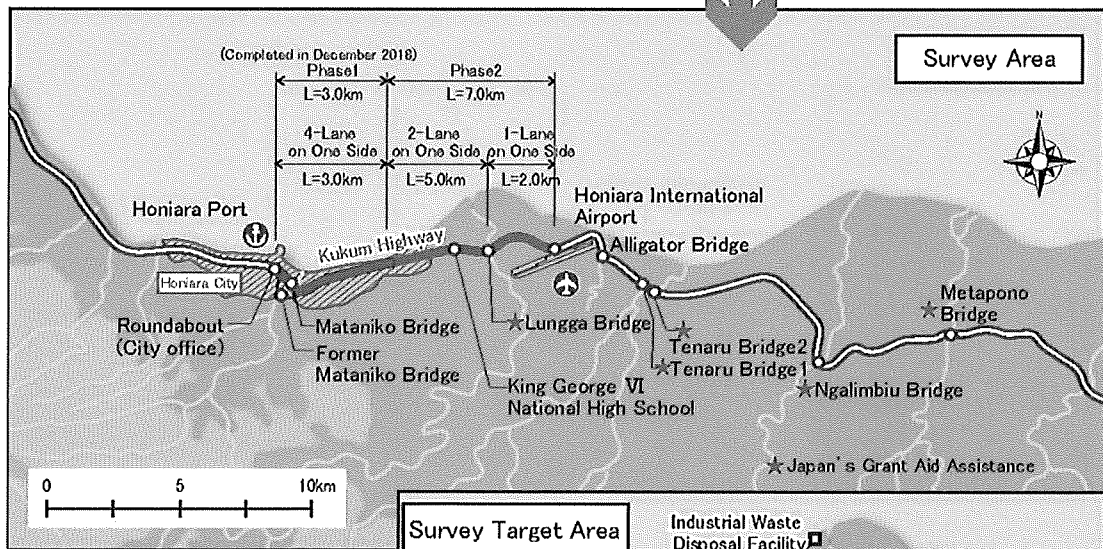 Survey Area
(Completed in December 2018)
Phase1
Phase2
L=3.0km
L=7.0km
4-Lane
on One Side
2-Lane
on One Side
1-Lane
on One Side
L=3.0km
L=5.0km
L=2.0km
N
Honiara Port
Honiara International
Airport
Kukum Highway
Alligator Bridge
Honiara City
Roundabout
(City office)
Mataniko Bridge
Former
Mataniko Bridge
★Lungga Bridge
King George Ⅵ
National High School
★
Tenaru Bridge2
★Tenaru Bridge1
★Metapono
Bridge
★Ngalimbiu Bridge
★Japan's Grant Aid Assistance
0 5 10km
Survey Target Area
Industrial Waste
Disposal Facility